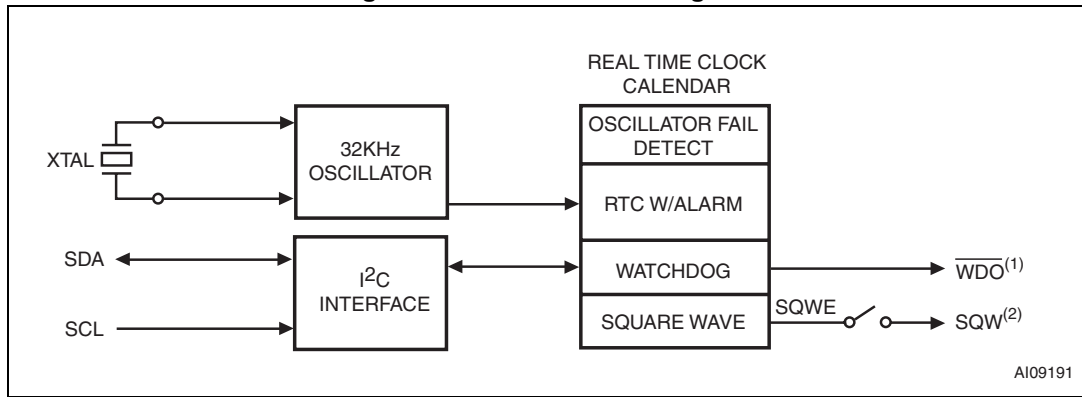 REAL TIME CLOCK
CALENDAR
OSCILLATOR FAIL
DETECT
XTAL
32KHz
OSCILLATOR
RTC W/ALARM
SDA
I2C
INTERFACE
WATCHDOG
WDO(1)
SCL
SQUARE WAVE
SQWE
SQW(2)
AI09191